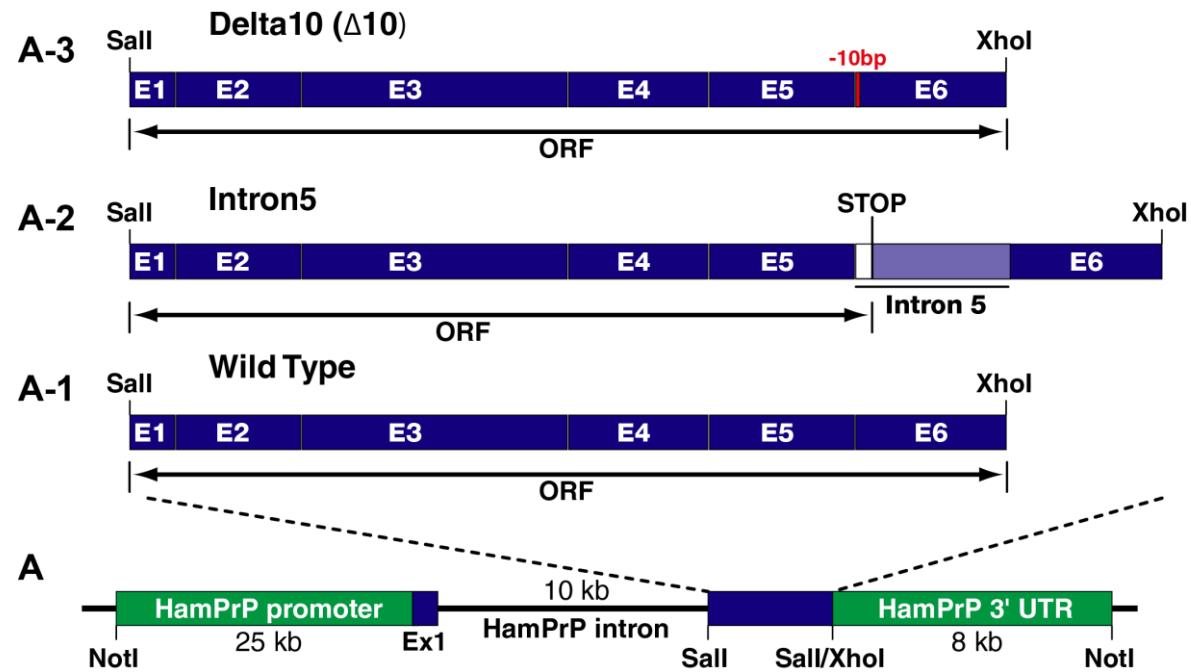 Delta10 (Δ10)
A-3 SalI XhoI
-10bp
E1 E2 E3 E4 E5 E6
ORF
Intron5
A-2 SalI STOP XhoI
E1 E2 E3 E4 E5 E6
Intron 5
ORF
Wild Type
A-1 SalI XhoI
E1 E2 E3 E4 E5 E6
ORF
A
10 kb
HamPrP promoter HamPrP 3' UTR
25 kb Ex1 HamPrP intron 8 kb
NotI SalI SalI/XhoI NotI